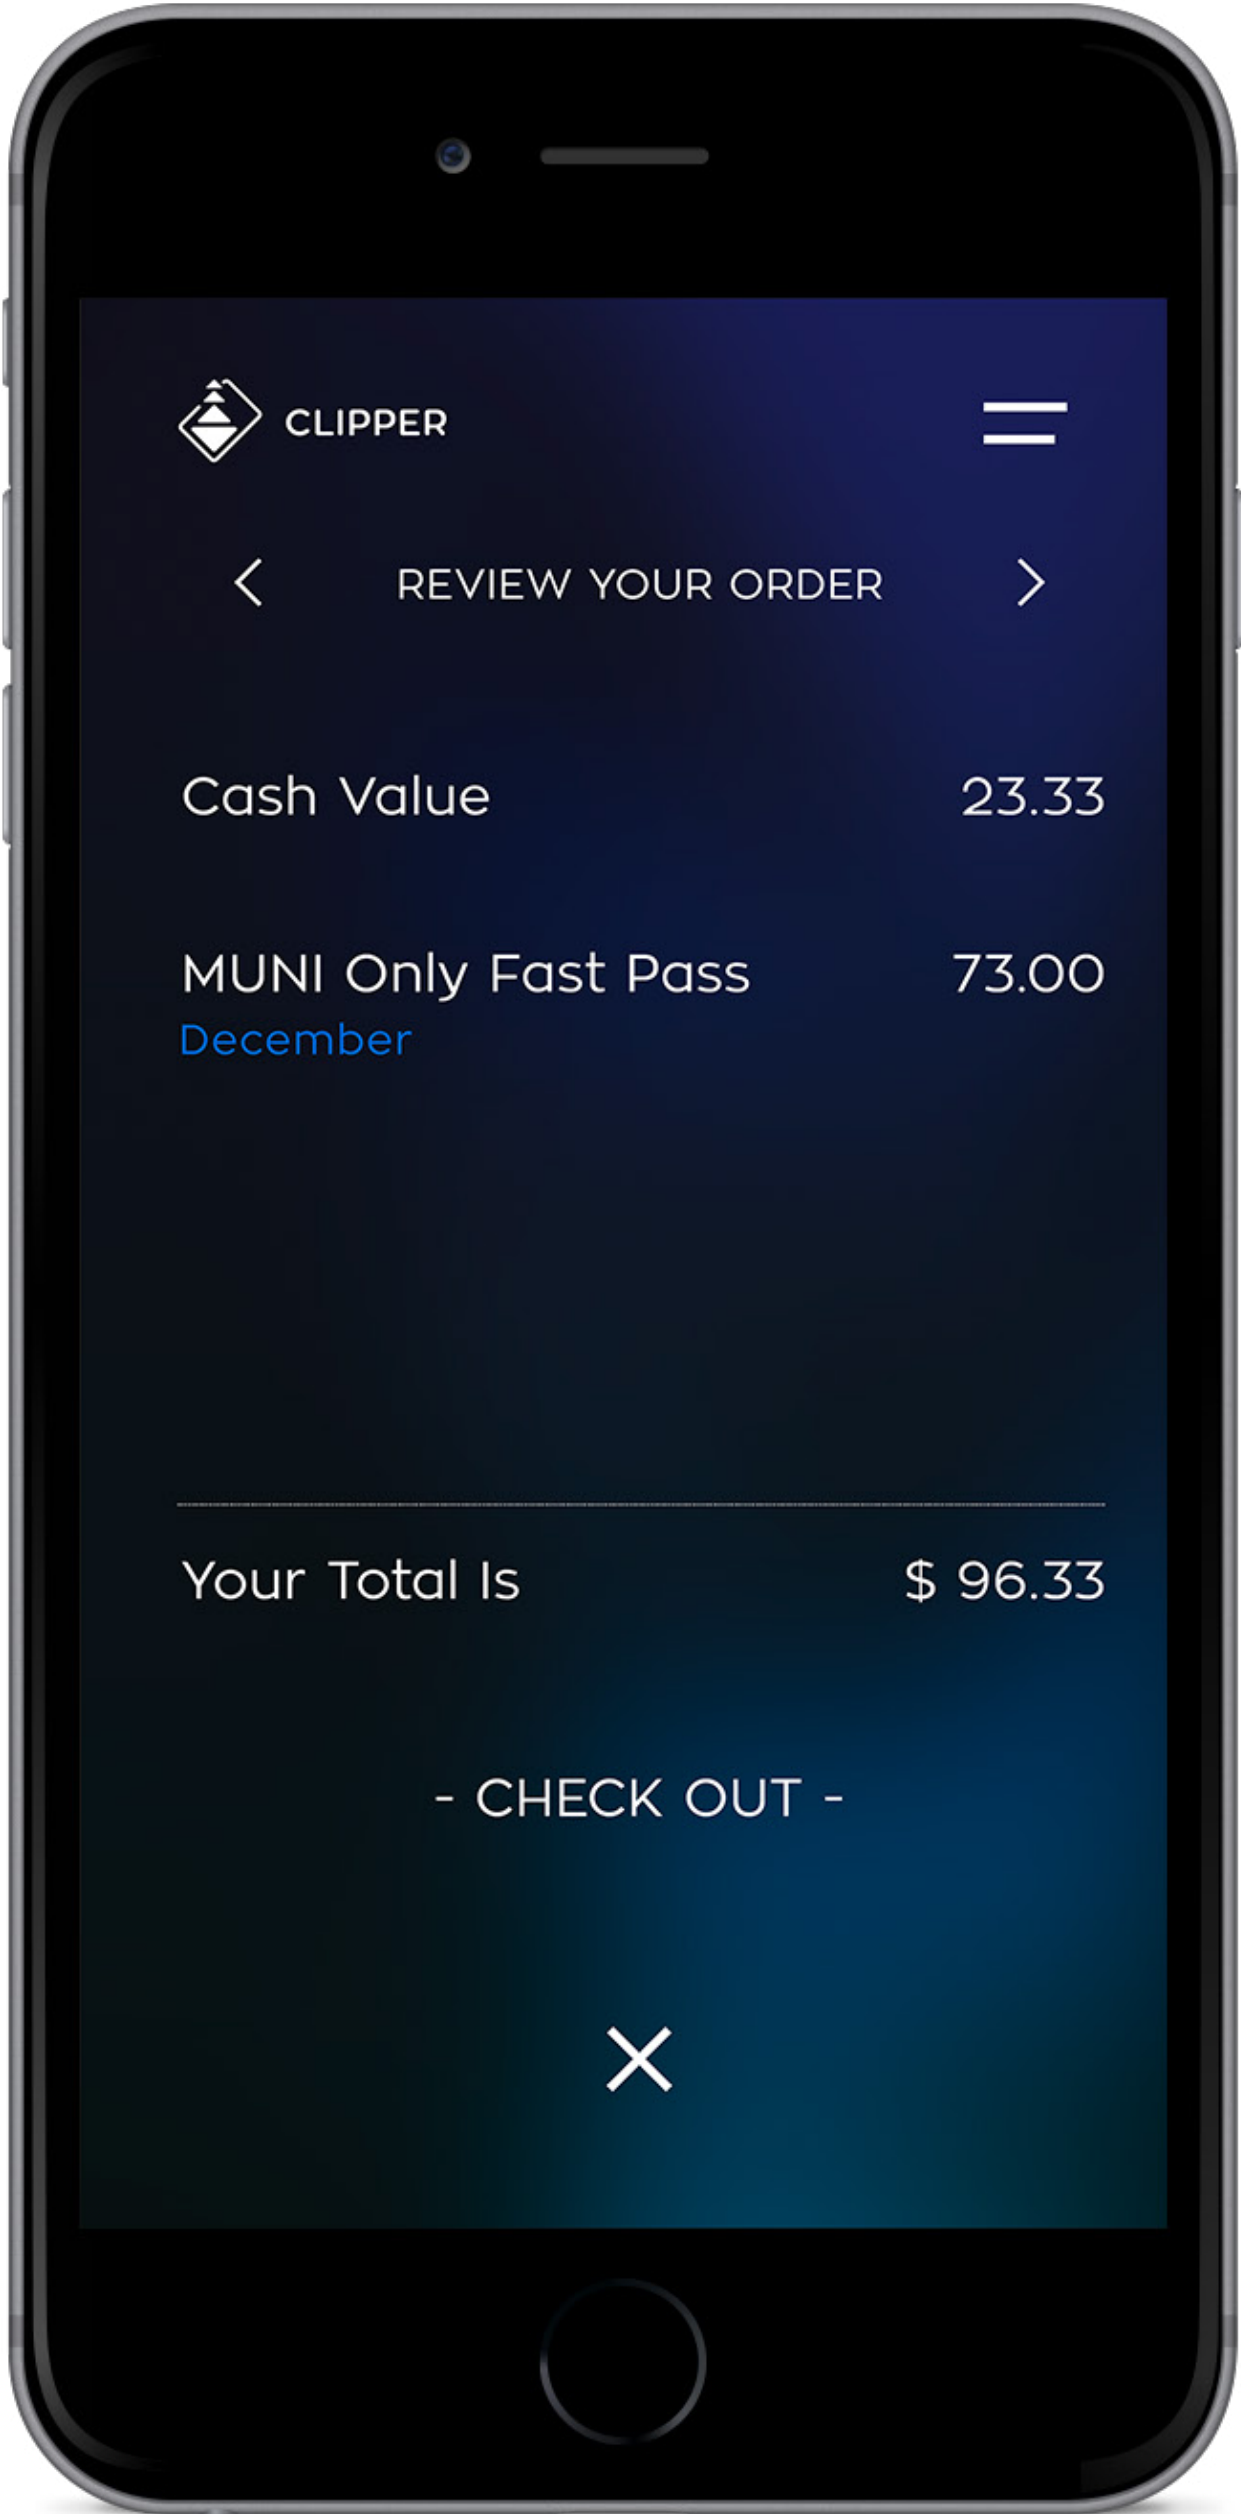 CLIPPER
REVIEW YOUR ORDER
Cash Value 23.33
MUNI Only Fast Pass 73.00
December
Your Total Is $ 96.33
- CHECK OUT -